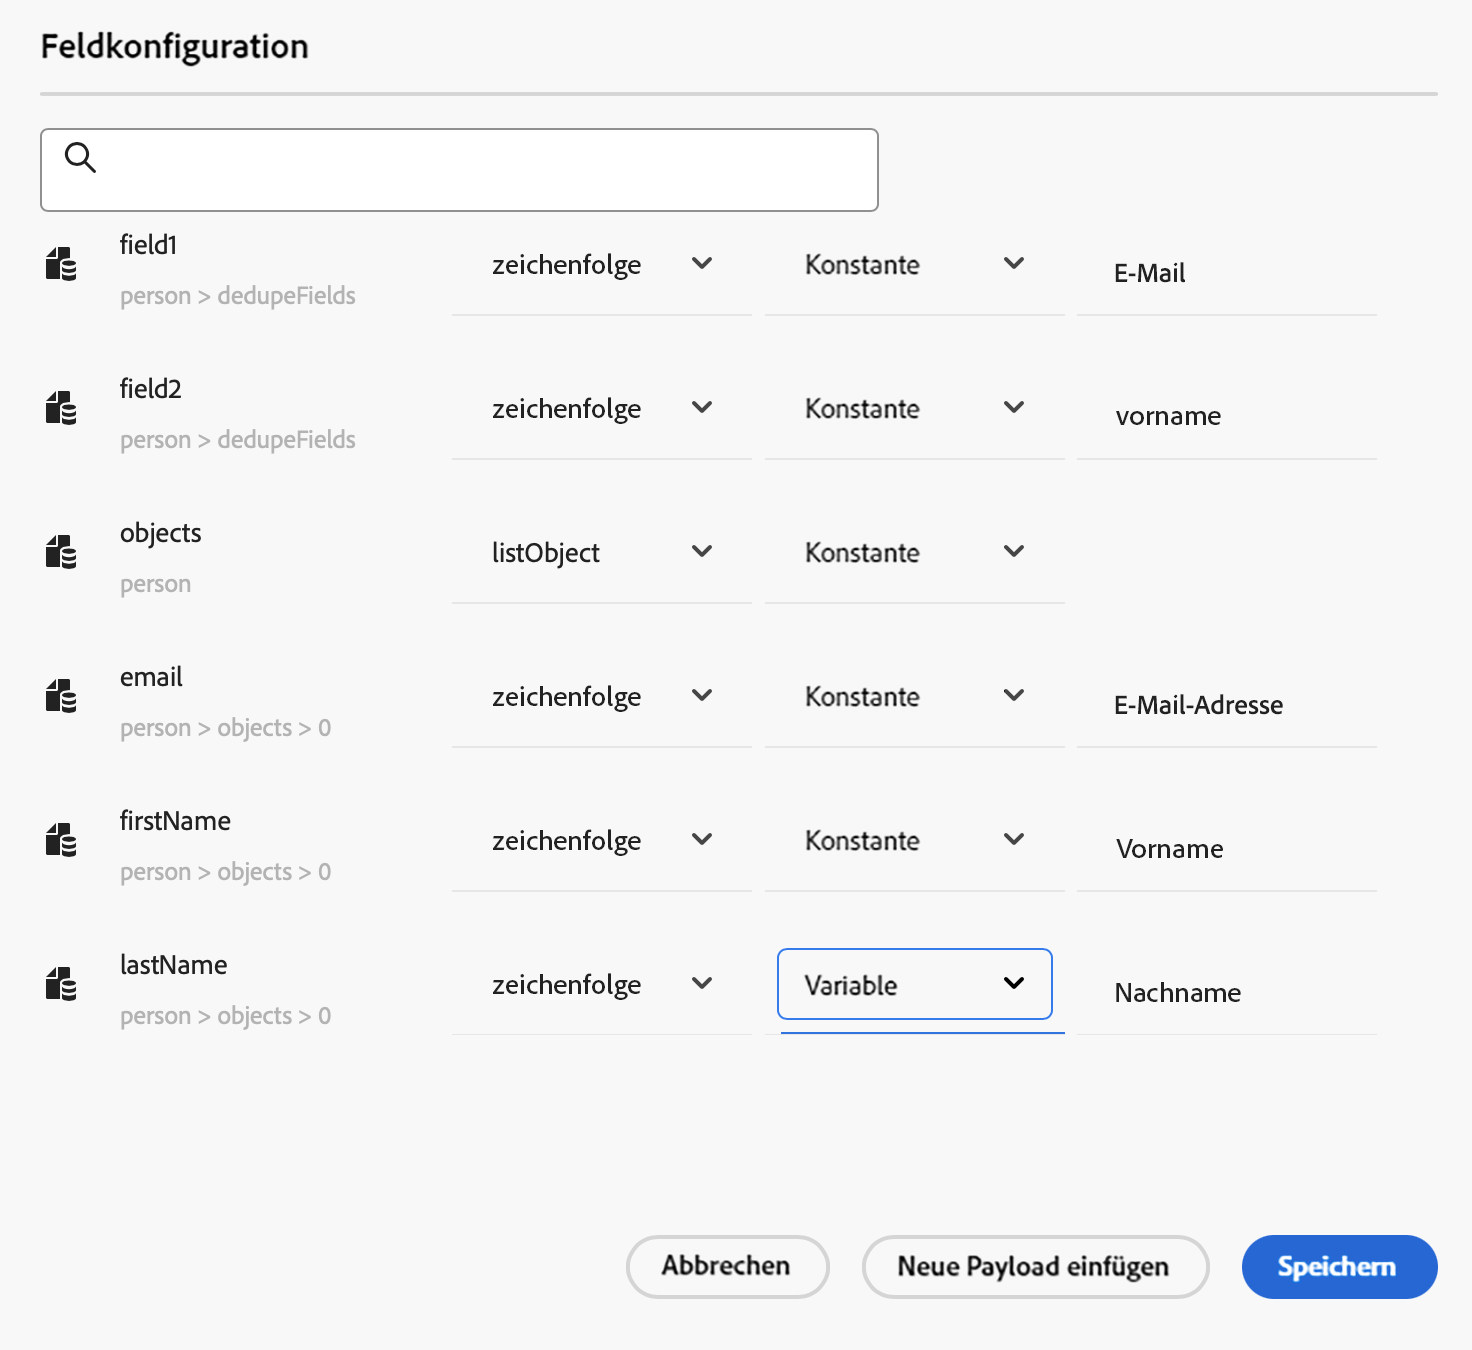 Feldkonfiguration
field1
zeichenfolge
Konstante
E-Mail
person > dedupeFields
field2
zeichenfolge
Konstante
vorname
person > dedupeFields
objects
listObject
Konstante
person
email
zeichenfolge
Konstante
E-Mail-Adresse
person > objects > 0
firstName
zeichenfolge
Konstante
Vorname
person > objects > 0
lastName
zeichenfolge
Variable
Nachname
person > objects > 0
Abbrechen
Neue Payload einfügen
Speichern